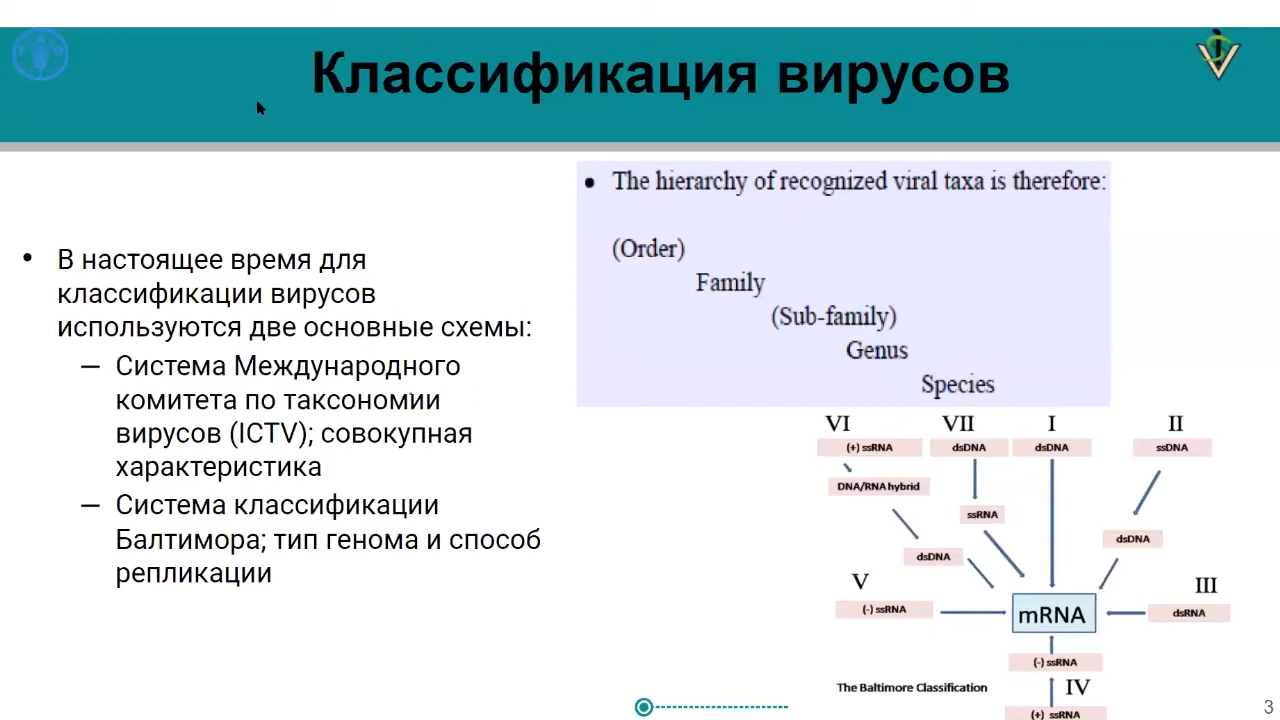 Классификация вирусов
• В настоящее время для
классификации вирусов
используются две основные схемы:
– Система Международного
комитета по таксономии
вирусов (ICTV); совокупная
характеристика
– Система классификации
Балтимора; тип генома и способ
репликации
• The hierarchy of recognized viral taxa is therefore:
(Order)
Family
(Sub-family)
Genus
Species
VI VII I II
(+) ssRNA dsDNA dsDNA ssDNA
DNA/RNA hybrid
ssRNA
dsDNA
dsDNA
V
III
(-) ssRNA
mRNA
dsRNA
(-) ssRNA
The Baltimore Classification
IV
(+) ssRNA
3